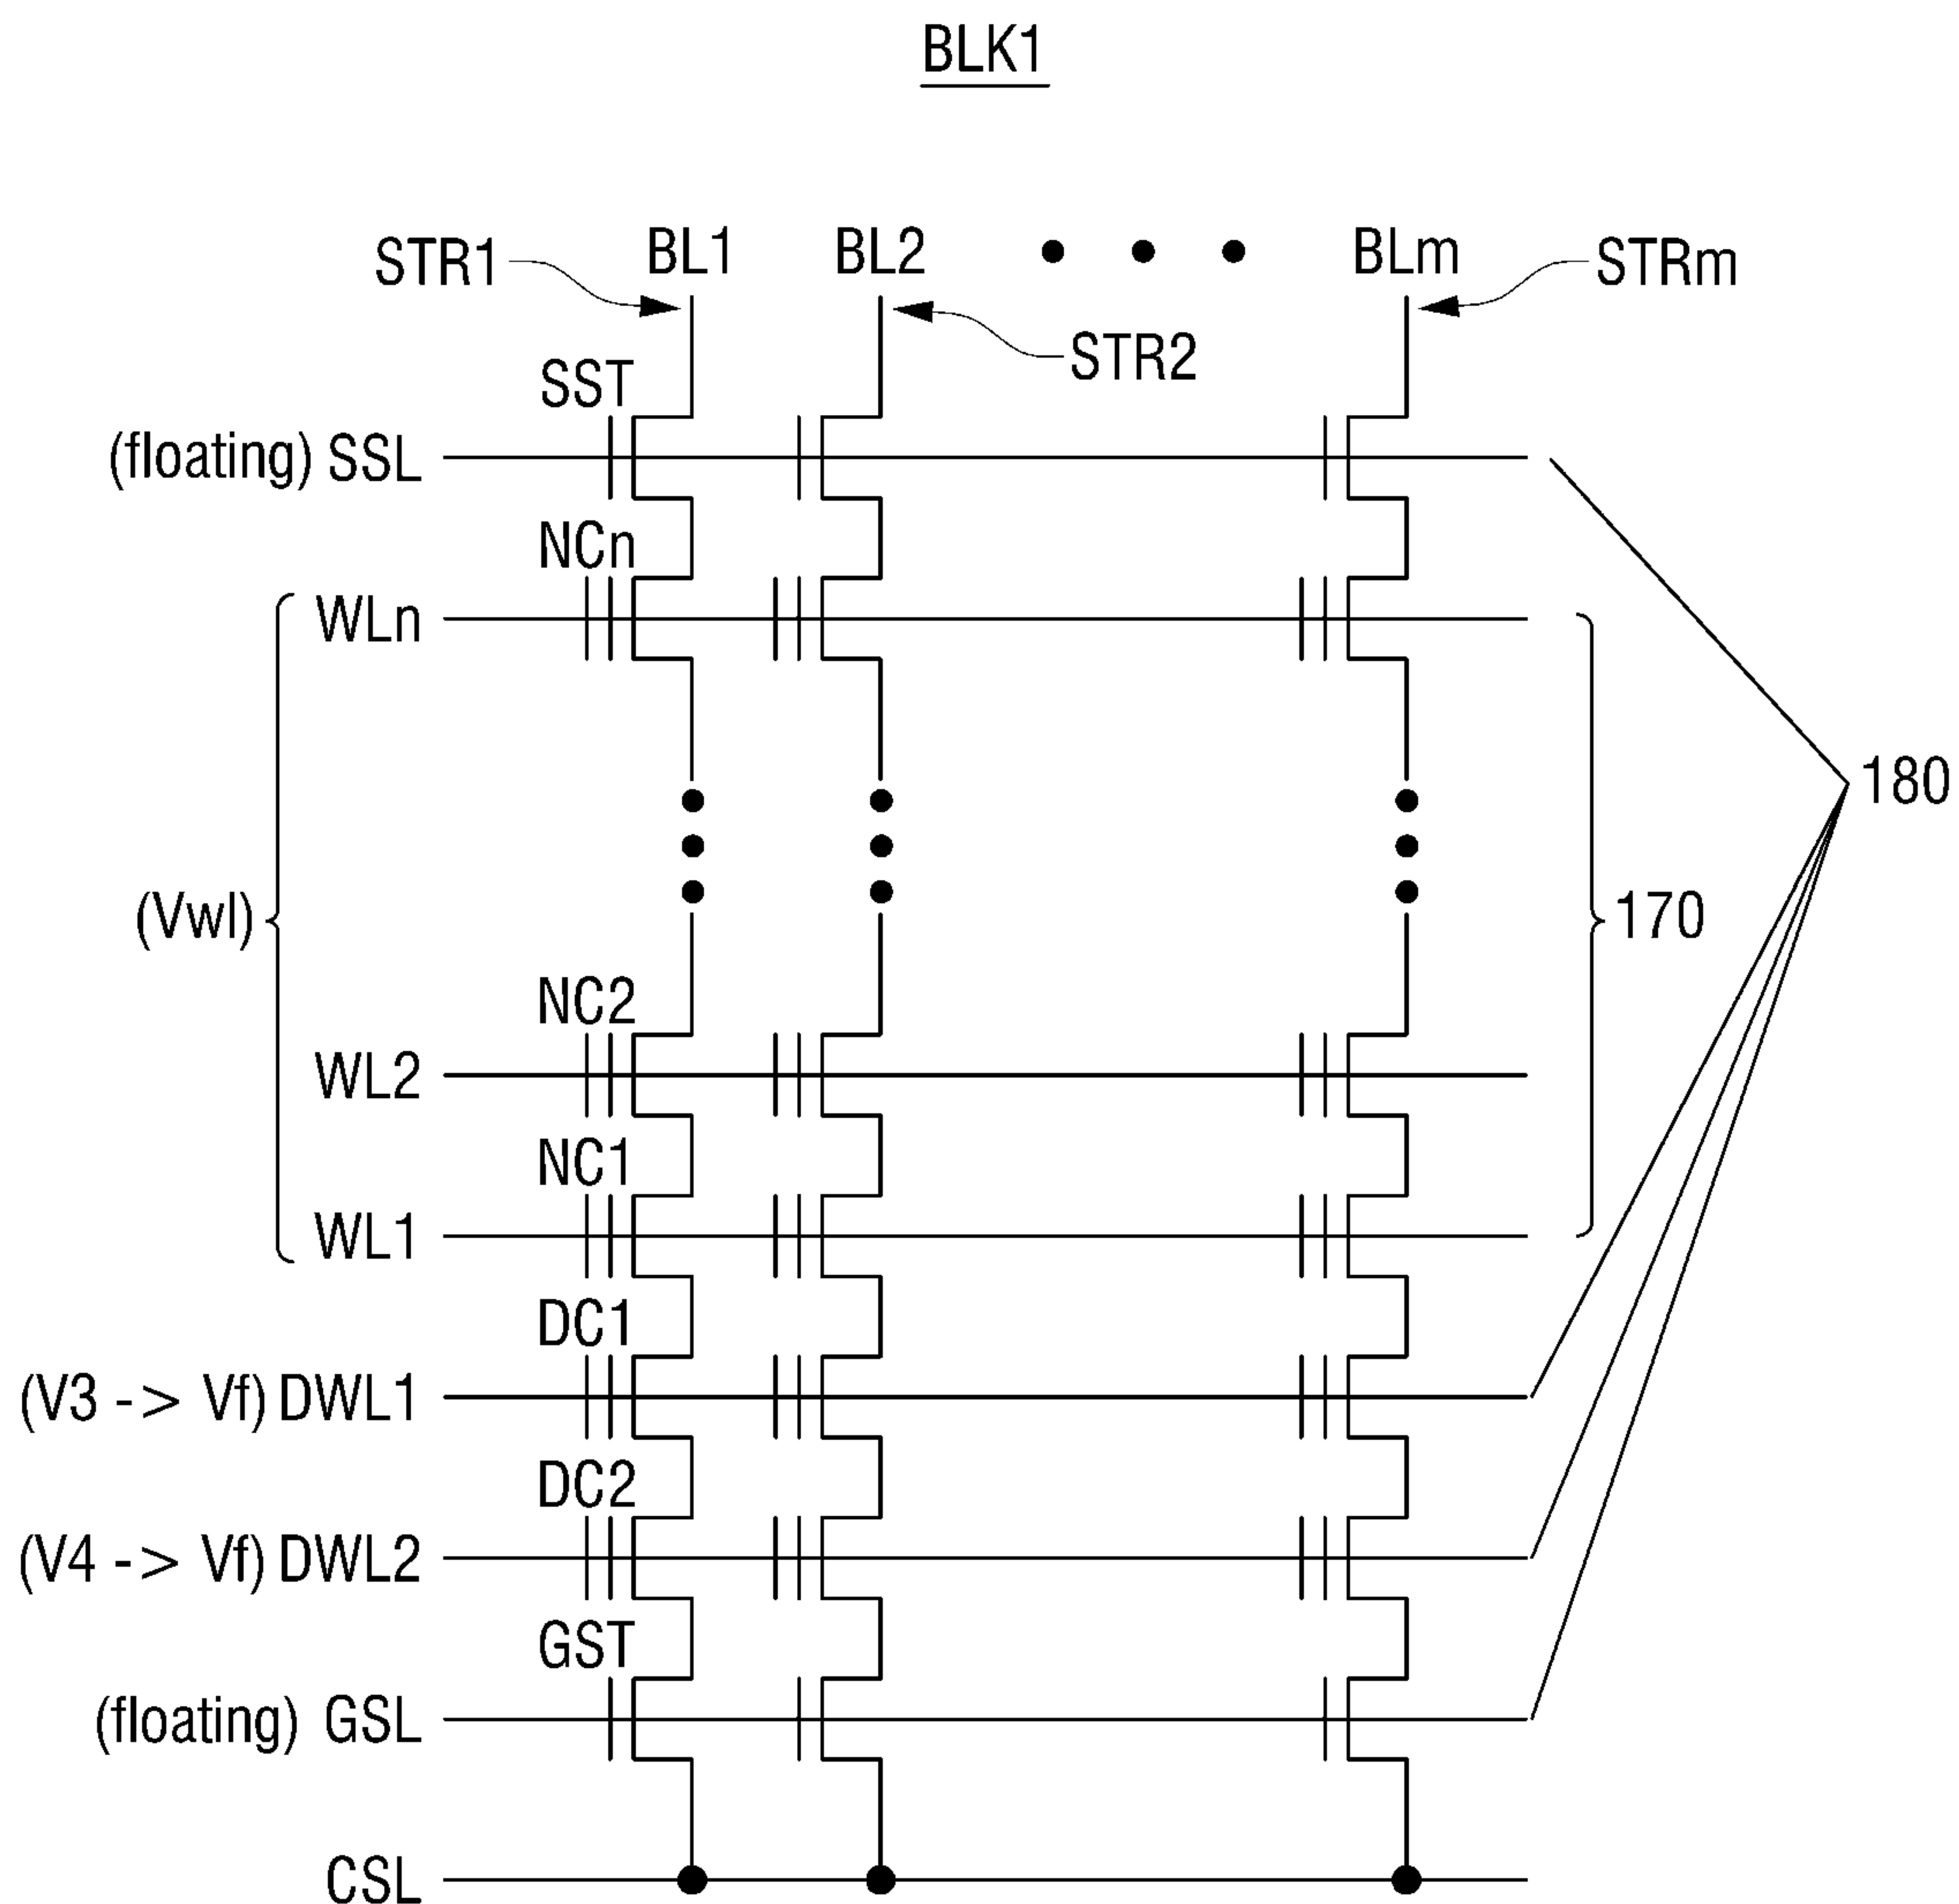 BLK1
STR1 BL1 BL2 BLm STRm
STR2
SST
(floating) SSL
NCn
WLn
180
(Vwl) 170
NC2
WL2
NC1
WL1
DC1
(V3 -> Vf) DWL1
DC2
(V4 -> Vf) DWL2
GST
(floating) GSL
CSL